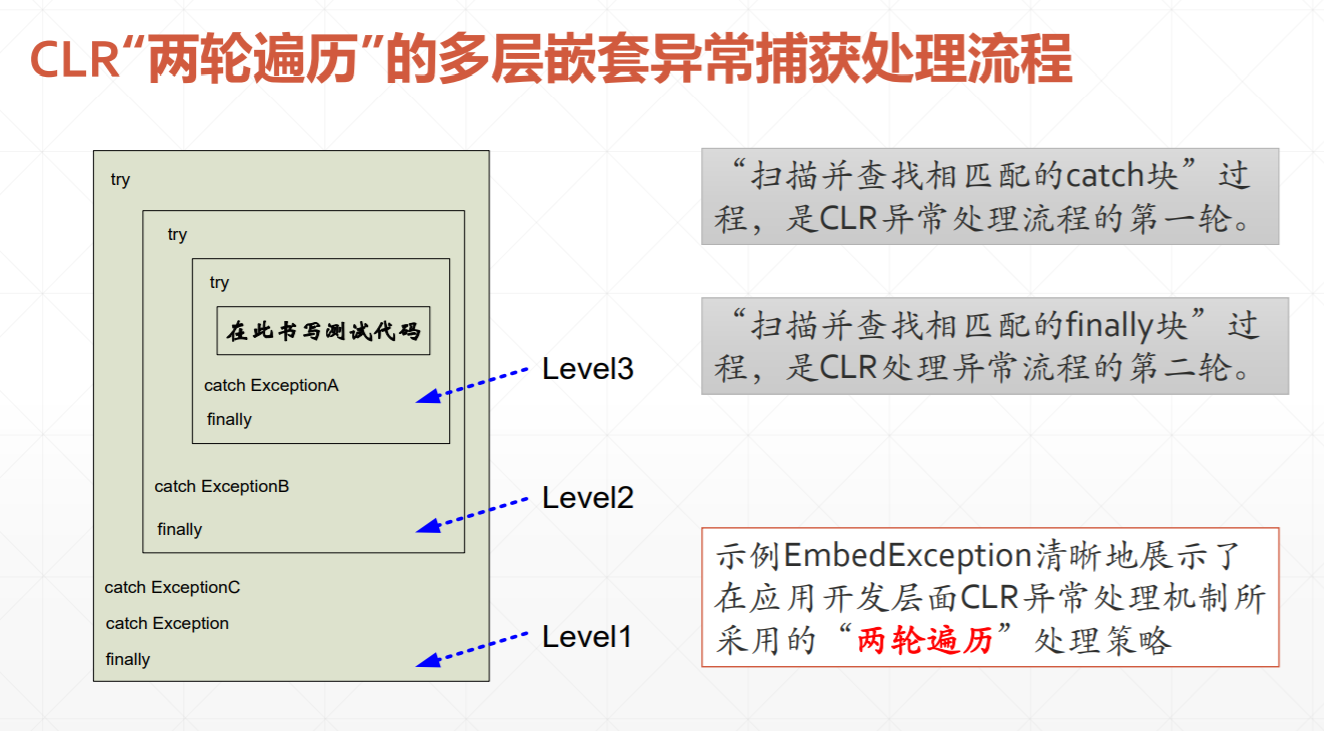 CLR“两轮遍历”的多层嵌套异常捕获处理流程
try
try
try
在此书写测试代码
catch ExceptionA
finally
Level3
catch ExceptionB
finally
Level2
catch ExceptionC
catch Exception
finally
Level1
“扫描并查找相匹配的catch块”过
程，是CLR异常处理流程的第一轮。
“扫描并查找相匹配的finally块”过
程，是CLR处理异常流程的第二轮。
示例EmbedException清晰地展示了
在应用开发层面CLR异常处理机制所
采用的“两轮遍历”处理策略